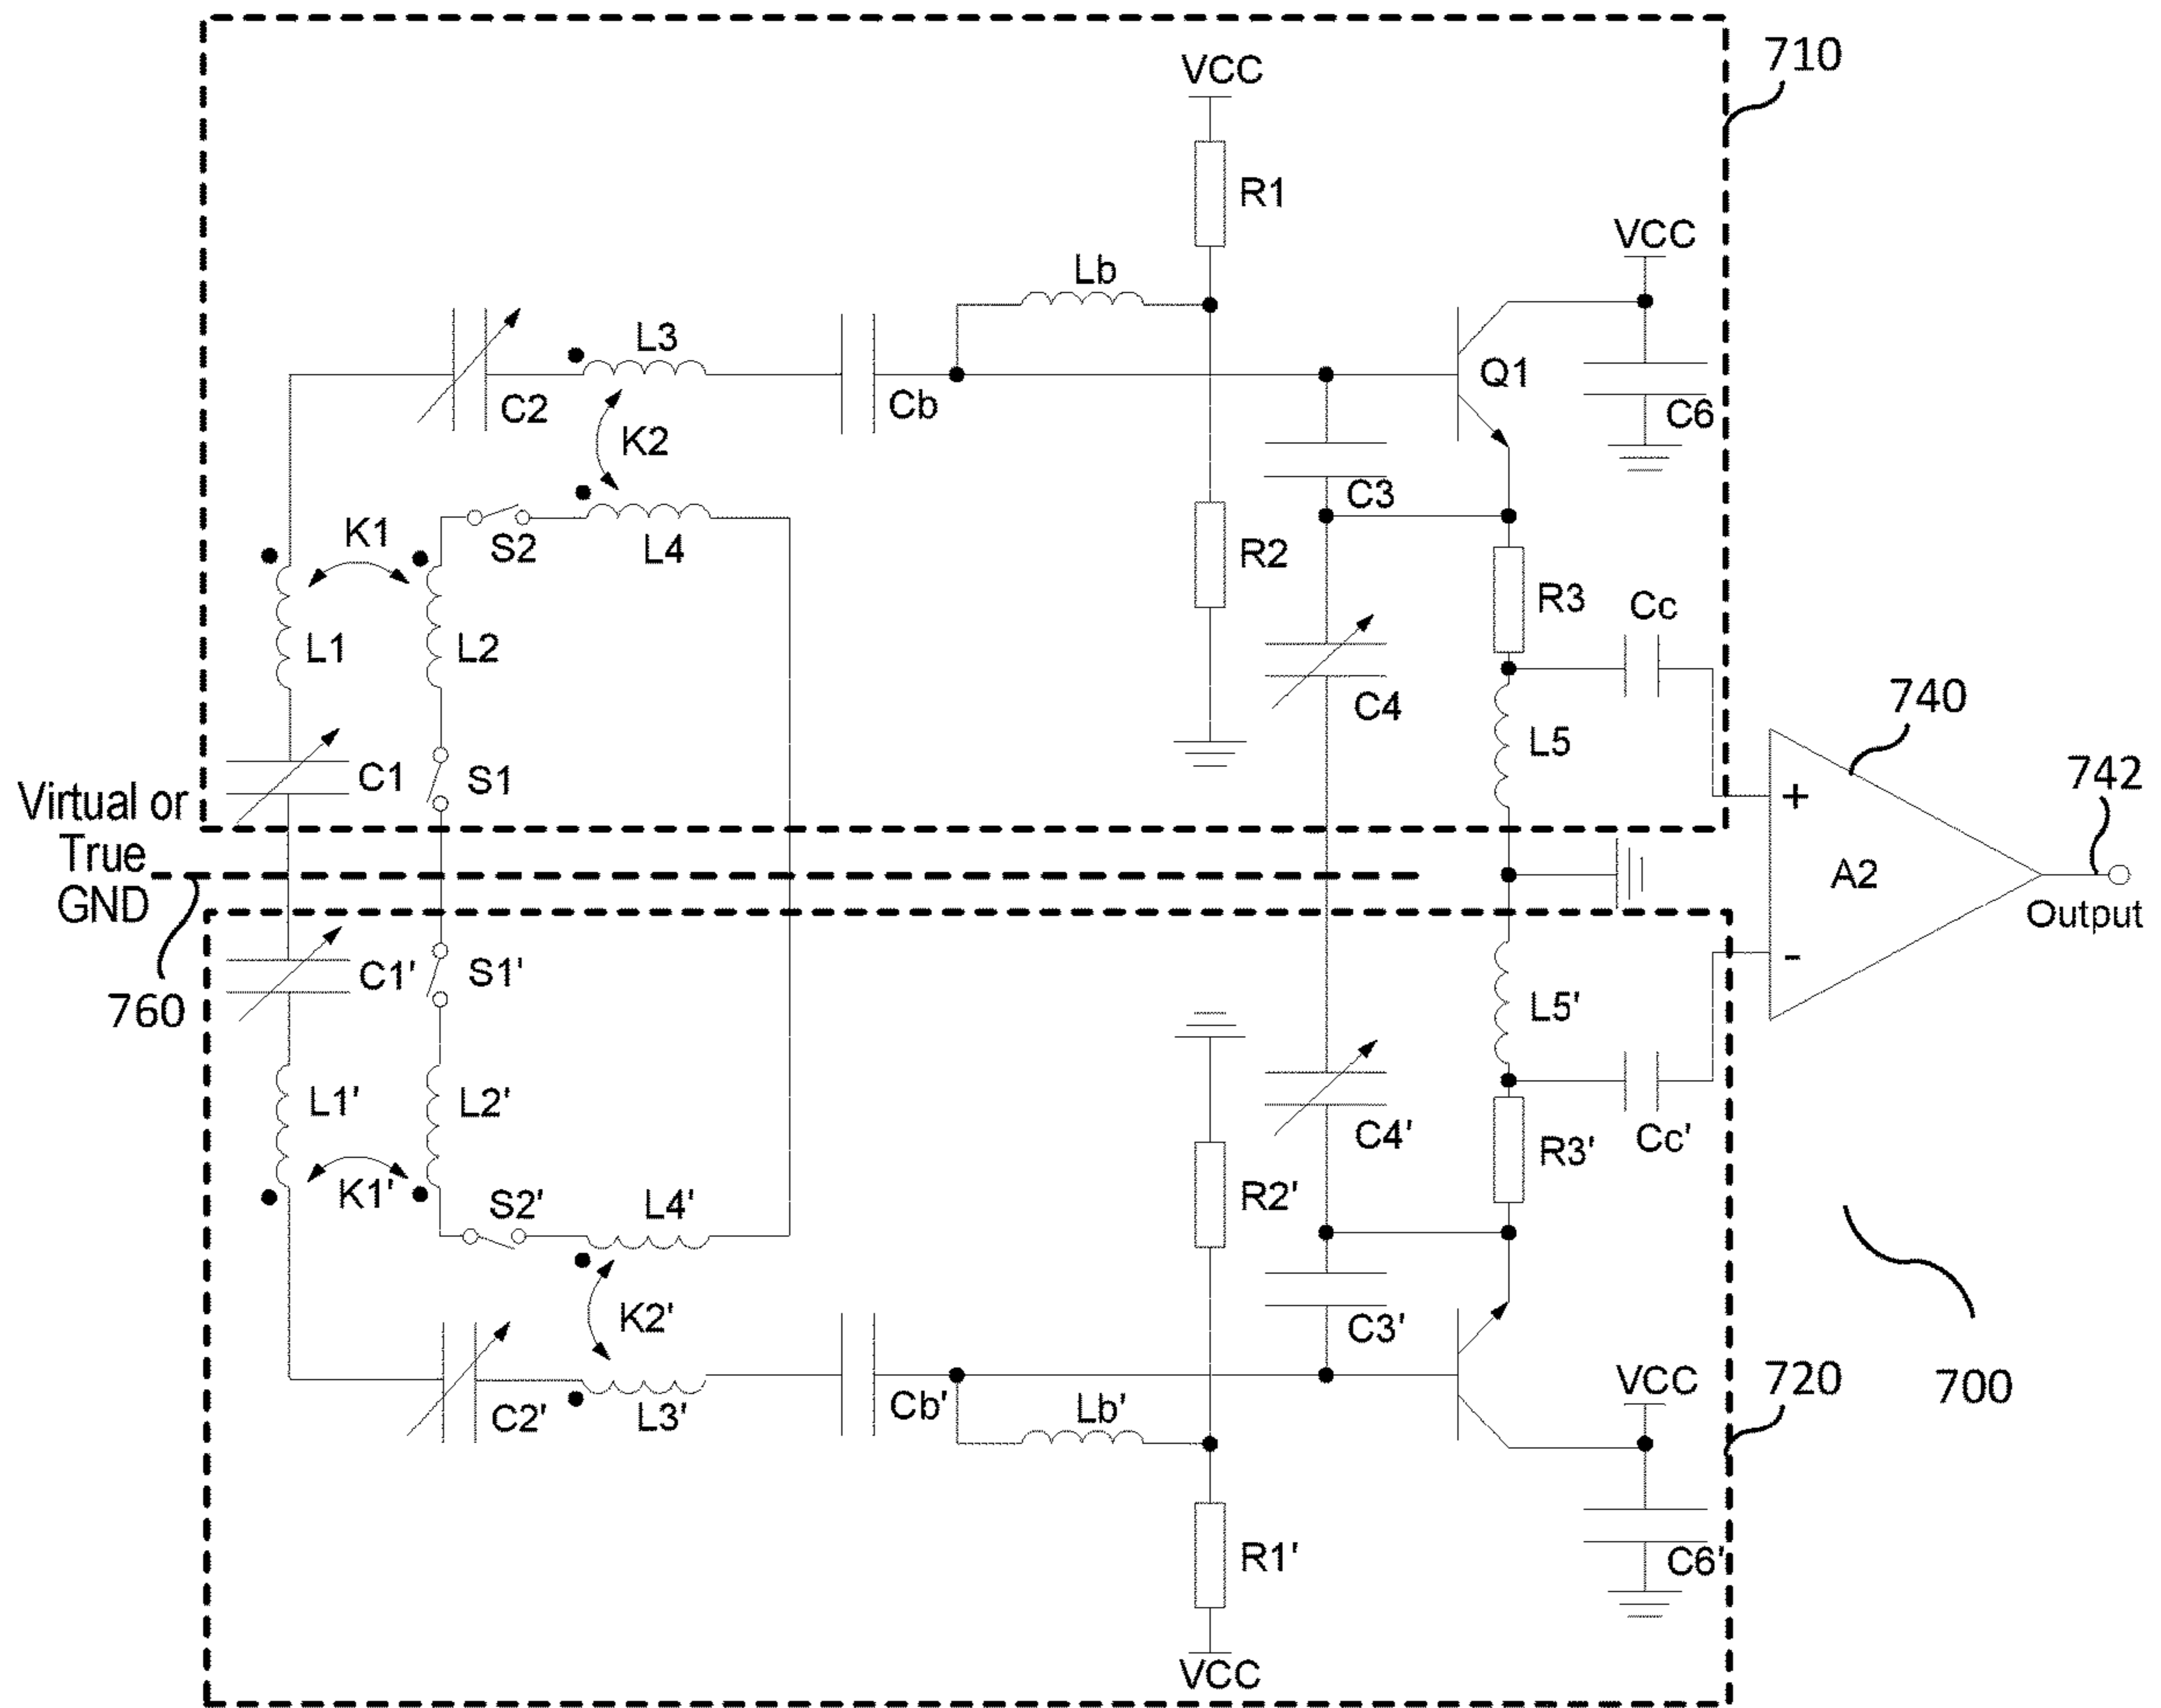 710
VCC
R1
VCC
Lb
L3
C2
Cb
Q1
C6
K2
C3
K1
S2
L4
R2
R3
Cc
L1
L2
C4
740
L5
C1
S1
742
Virtual or
True
GND
+
A2
Output
-
C1'
S1'
760
L5'
L1'
L2'
C4'
Cc'
R3'
K1'
S2'
L4'
R2'
K2'
C3'
VCC
720
700
C2'
L3'
Cb'
Lb'
R1'
C6'
VCC